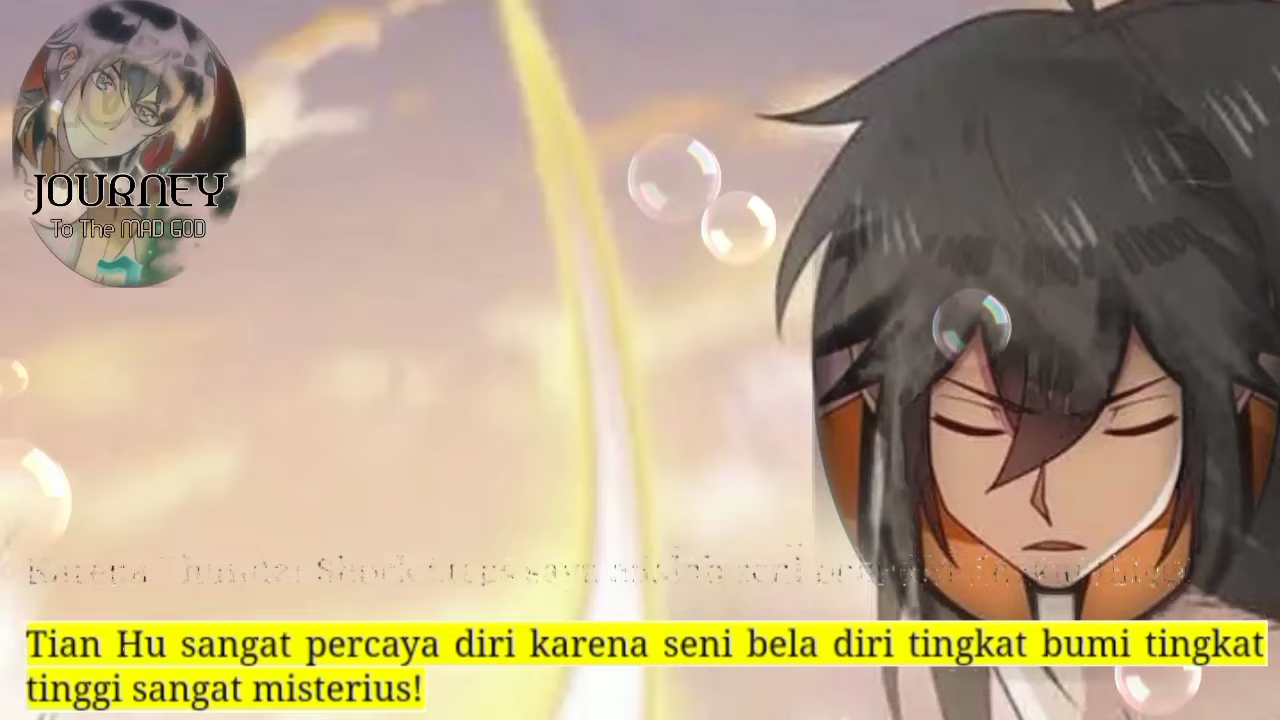 JOURNEY
To The MAD GOD
Tian Hu sangat percaya diri karena seni bela diri tingkat bumi tingkat
tinggi sangat misterius!